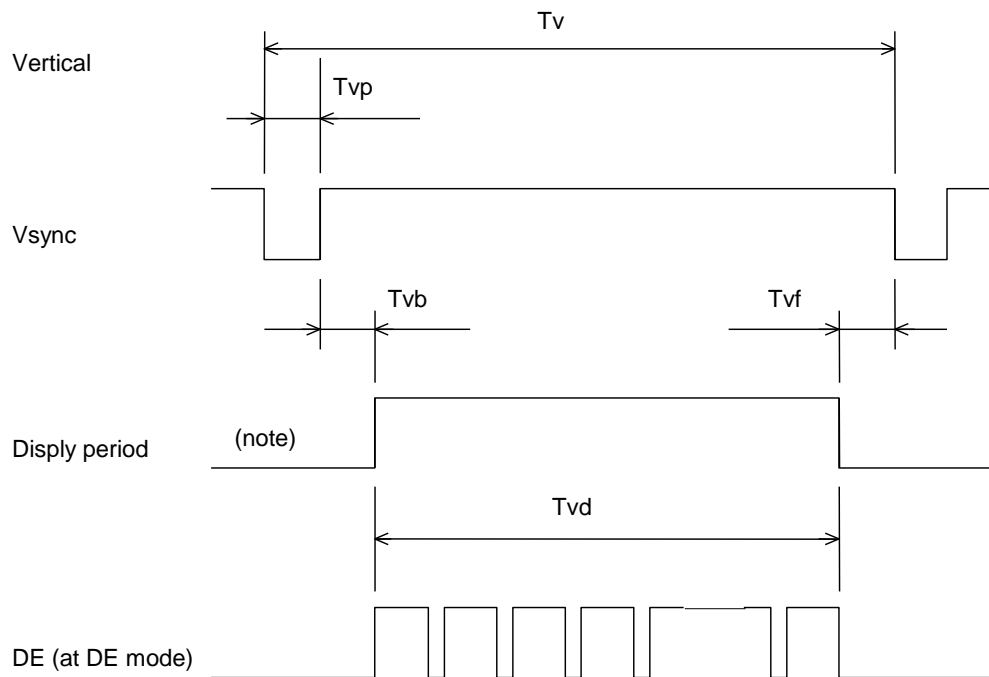 Tv
Vertical
Tvp
Vsync
Tvb
Tvf
Disply period
(note)
Tvd
DE (at DE mode)